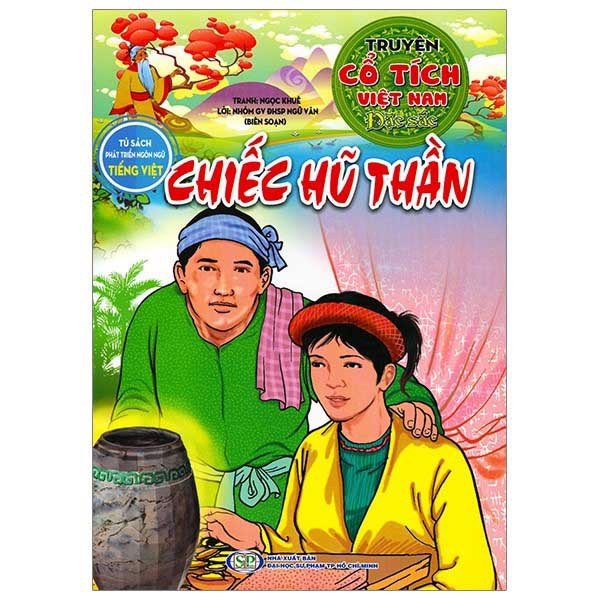 TRUYỆN
CỔ TÍCH
VIỆT NAM
Đặc sắc
TRANH: NGỌC KHUÊ
LỜI: NHÓM GV ĐHSP NGỮ VĂN
(BIÊN SOẠN)
TỦ SÁCH
PHÁT TRIỂN NGÔN NGỮ
TIẾNG VIỆT
CHIẾC HŨ THẦN
SP
NHÀ XUẤT BẢN
ĐẠI HỌC SƯ PHẠM TP HỒ CHÍ MINH